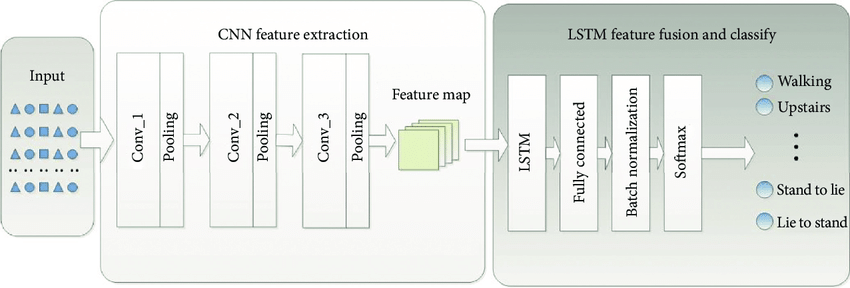 CNN feature extraction
LSTM feature fusion and classify
Input
Conv_1
Pooling
Conv_2
Pooling
Conv_3
Pooling
Feature map
LSTM
Fully connected
Batch normalization
Softmax
Walking
Upstairs
Stand to lie
Lie to stand